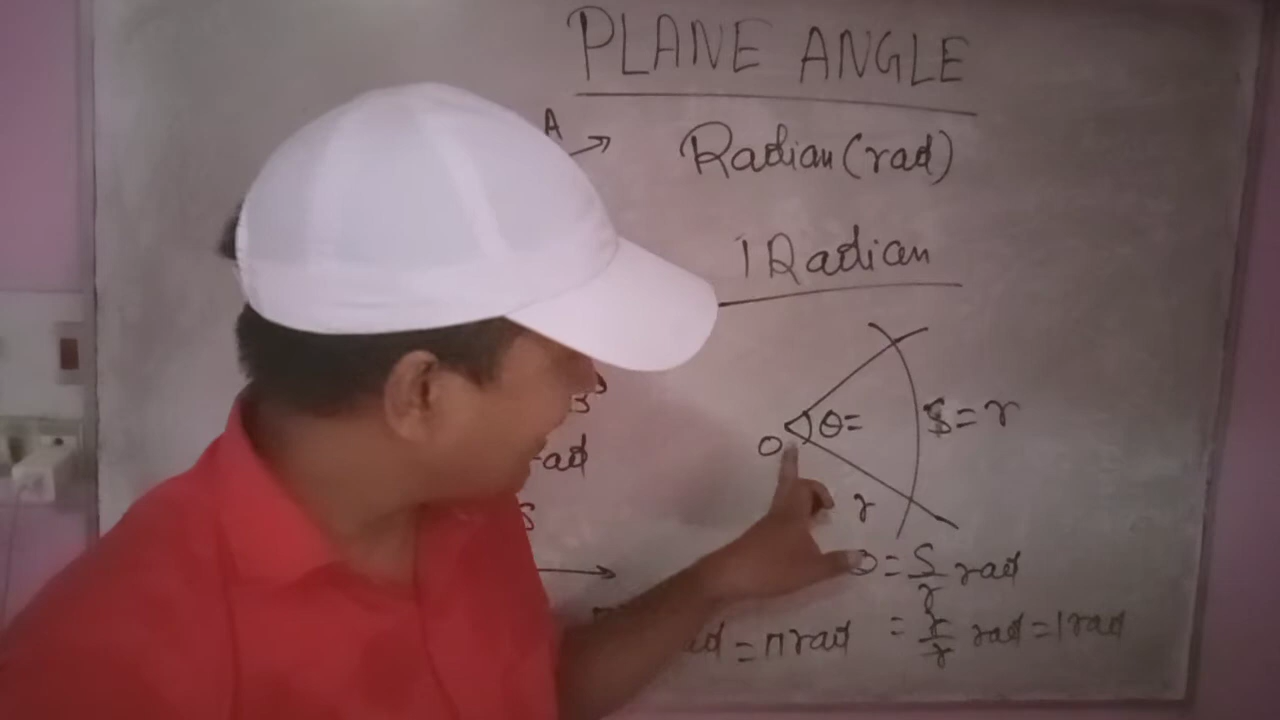 PLANE ANGLE
A
Radian (rad)
1 Radian
B
θ=
S = r
O
rad
r
S
θ = S/r rad
= π rad
= r/r rad = 1 rad